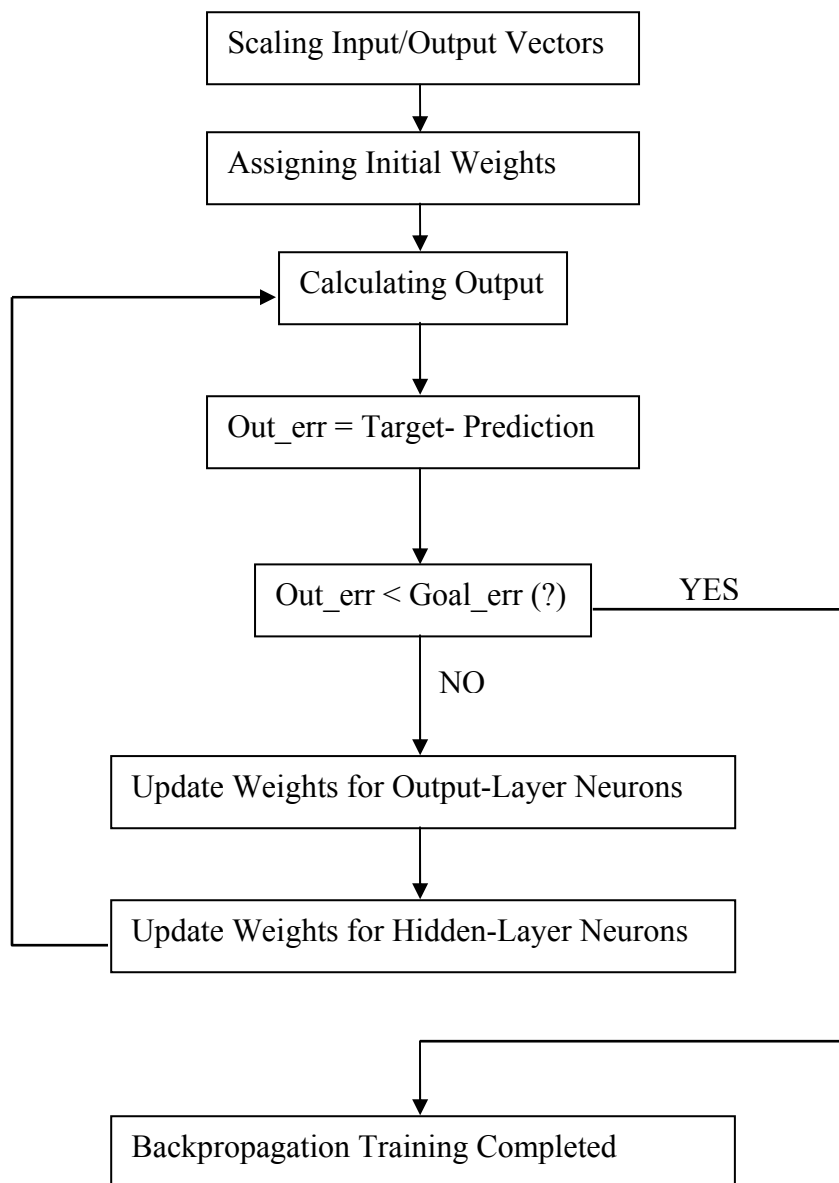 Scaling Input/Output Vectors
Assigning Initial Weights
Calculating Output
Out_err = Target- Prediction
Out_err < Goal_err (?)
YES
NO
Update Weights for Output-Layer Neurons
Update Weights for Hidden-Layer Neurons
Backpropagation Training Completed